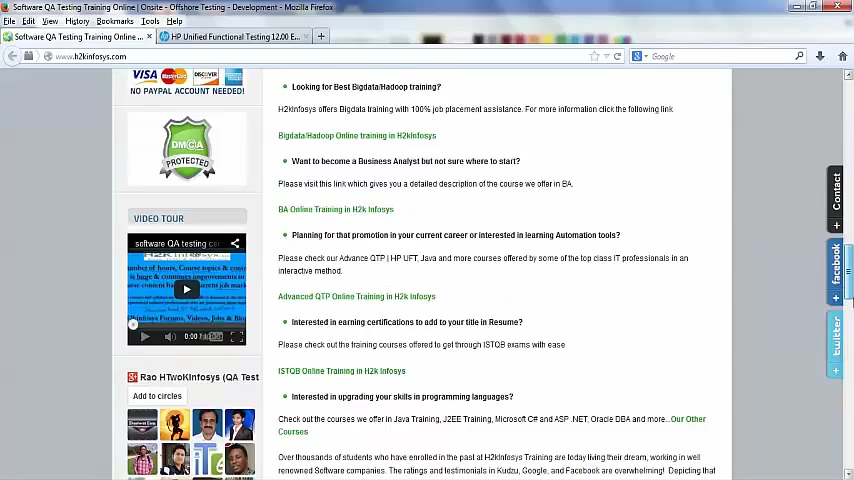 Software QA Testing Training Online | Onsite - Offshore Testing - Development - Mozilla Firefox
File Edit View History Bookmarks Tools Help
Software QA Testing Training Online ...
HP Unified Functional Testing 12.00 E...
www.h2kinfosys.com
Google
VISA MasterCard DISCOVER
NO PAYPAL ACCOUNT NEEDED!
DMCA
PROTECTED
VIDEO TOUR
software QA testing
Add to circles
Looking for Best Bigdata/Hadoop training?
H2kInfosys offers Bigdata training with 100% job placement assistance. For more information click the following link
Bigdata/Hadoop Online training in H2kInfosys
Want to become a Business Analyst but not sure where to start?
Please visit this link which gives you a detailed description of the course we offer in BA.
BA Online Training in H2k Infosys
Planning for that promotion in your current career or interested in learning Automation tools?
Please check our Advance QTP | HP UFT, Java and more courses offered by some of the top class IT professionals in an
interactive method.
Advanced QTP Online Training in H2k Infosys
Interested in earning certifications to add to your title in Resume?
Please check out the training courses offered to get through ISTQB exams with ease
ISTQB Online Training in H2k Infosys
Interested in upgrading your skills in programming languages?
Check out the courses we offer in Java Training, J2EE Training, Microsoft C# and ASP .NET, Oracle DBA and more...Our Other
Courses
Over thousands of students who have enrolled in the past at H2kInfosys Training are today living their dream, working in well
renowned Software companies. The ratings and testimonials in Kudzu, Google, and Facebook are overwhelming! Depicting that
Rao HTwoKInfosys (QA Test
Contact
facebook
twitter